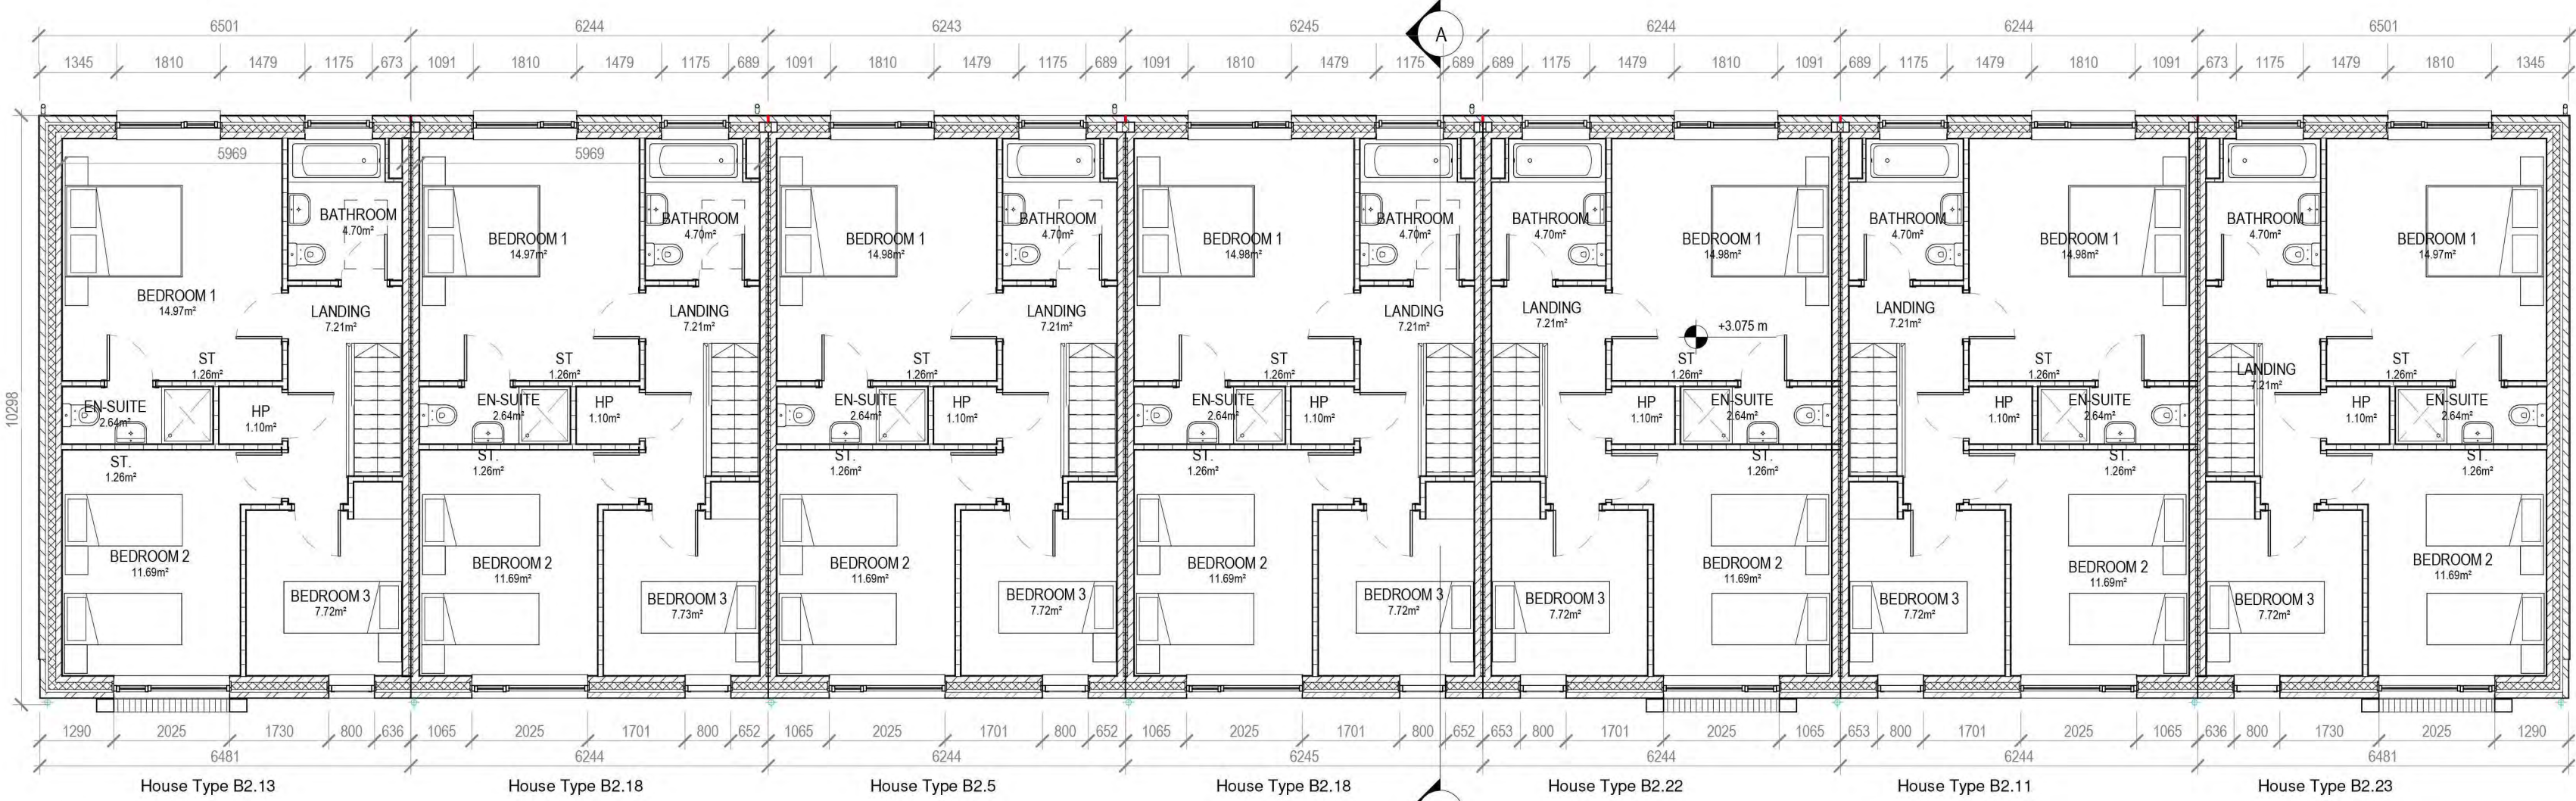 6501 6244 6243 6245 A 6244 6244 6501
1345 1810 1479 1175 673 1091 1810 1479 1175 689 1091 1810 1479 1175 689 1091 1810 1479 1175 689 689 1175 1479 1810 1091 689 1175 1479 1810 1091 673 1175 1479 1810 1345
5969 5969
10298
BEDROOM 1
14.97m²
BATHROOM
4.70m²
LANDING
7.21m²
ST
1.26m²
EN-SUITE
2.64m²
HP
1.10m²
ST.
1.26m²
BEDROOM 2
11.69m²
BEDROOM 3
7.72m²
BEDROOM 1
14.97m²
BATHROOM
4.70m²
LANDING
7.21m²
ST
1.26m²
EN-SUITE
2.64m²
HP
1.10m²
ST.
1.26m²
BEDROOM 2
11.69m²
BEDROOM 3
7.73m²
BEDROOM 1
14.98m²
BATHROOM
4.70m²
LANDING
7.21m²
ST
1.26m²
EN-SUITE
2.64m²
HP
1.10m²
ST.
1.26m²
BEDROOM 2
11.69m²
BEDROOM 3
7.72m²
BEDROOM 1
14.98m²
BATHROOM
4.70m²
LANDING
7.21m²
ST
1.26m²
EN-SUITE
2.64m²
HP
1.10m²
ST.
1.26m²
BEDROOM 2
11.69m²
BEDROOM 3
7.72m²
BATHROOM
4.70m²
BEDROOM 1
14.98m²
LANDING
7.21m²
+3.075 m
ST
1.26m²
HP
1.10m²
EN-SUITE
2.64m²
ST.
1.26m²
BEDROOM 2
11.69m²
BEDROOM 3
7.72m²
BATHROOM
4.70m²
BEDROOM 1
14.98m²
LANDING
7.21m²
ST
1.26m²
HP
1.10m²
EN-SUITE
2.64m²
ST.
1.26m²
BEDROOM 2
11.69m²
BEDROOM 3
7.72m²
BATHROOM
4.70m²
BEDROOM 1
14.97m²
LANDING
7.21m²
ST
1.26m²
HP
1.10m²
EN-SUITE
2.64m²
ST.
1.26m²
BEDROOM 2
11.69m²
BEDROOM 3
7.72m²
1290 2025 1730 800 636 1065 2025 1701 800 652 1065 2025 1701 800 652 1065 2025 1701 800 652 653 800 1701 2025 1065 653 800 1701 2025 1065 636 800 1730 2025 1290
6481 6244 6244 6245 6244 6244 6481
House Type B2.13 House Type B2.18 House Type B2.5 House Type B2.18 House Type B2.22 House Type B2.11 House Type B2.23